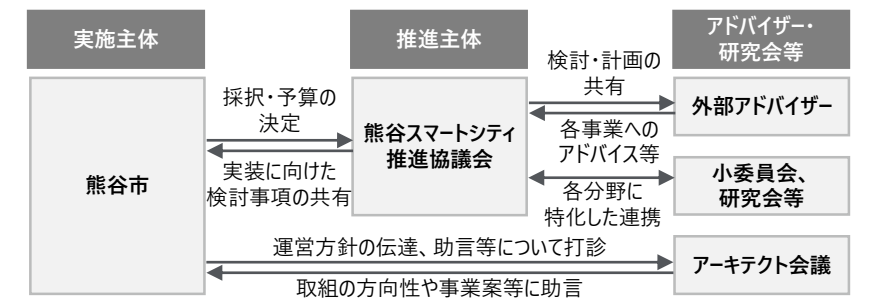 実施主体
推進主体
アドバイザー・
研究会等
熊谷市
採択・予算の
決定
実装に向けた
検討事項の共有
熊谷スマートシティ
推進協議会
検討・計画の
共有
各事業への
アドバイス等
外部アドバイザー
各分野に
特化した連携
小委員会、
研究会等
運営方針の伝達、助言等について打診
取組の方向性や事業案等に助言
アーキテクト会議